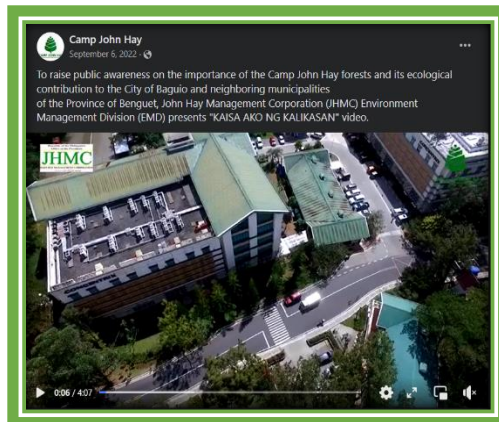 Camp John Hay
September 6, 2022 ·
To raise public awareness on the importance of the Camp John Hay forests and its ecological
contribution to the City of Baguio and neighboring municipalities
of the Province of Benguet, John Hay Management Corporation (JHMC) Environment
Management Division (EMD) presents "KAISA AKO NG KALIKASAN" video.
JHMC
0:06 / 4:07